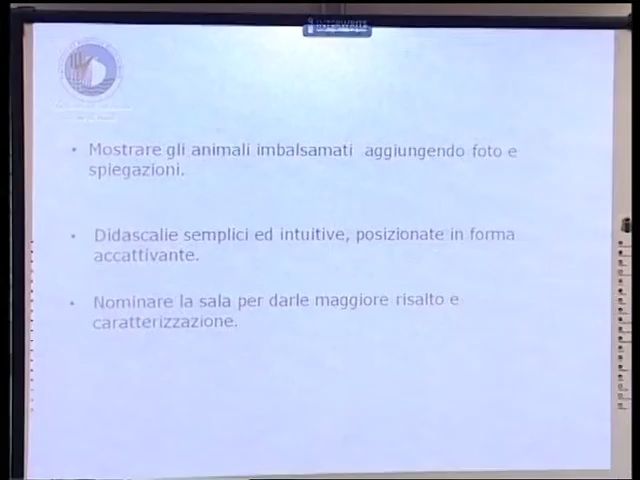 INTERWRITE
• Mostrare gli animali imbalsamati aggiungendo foto e
spiegazioni.
• Didascalie semplici ed intuitive, posizionate in forma
accattivante.
• Nominare la sala per darle maggiore risalto e
caratterizzazione.